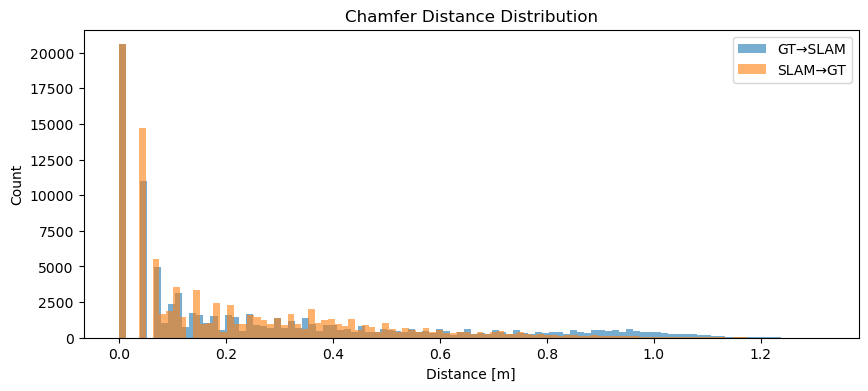 Chamfer Distance Distribution
GT→SLAM
SLAM→GT
20000
17500
15000
12500
10000
7500
5000
2500
0
Count
0.0 0.2 0.4 0.6 0.8 1.0 1.2
Distance [m]